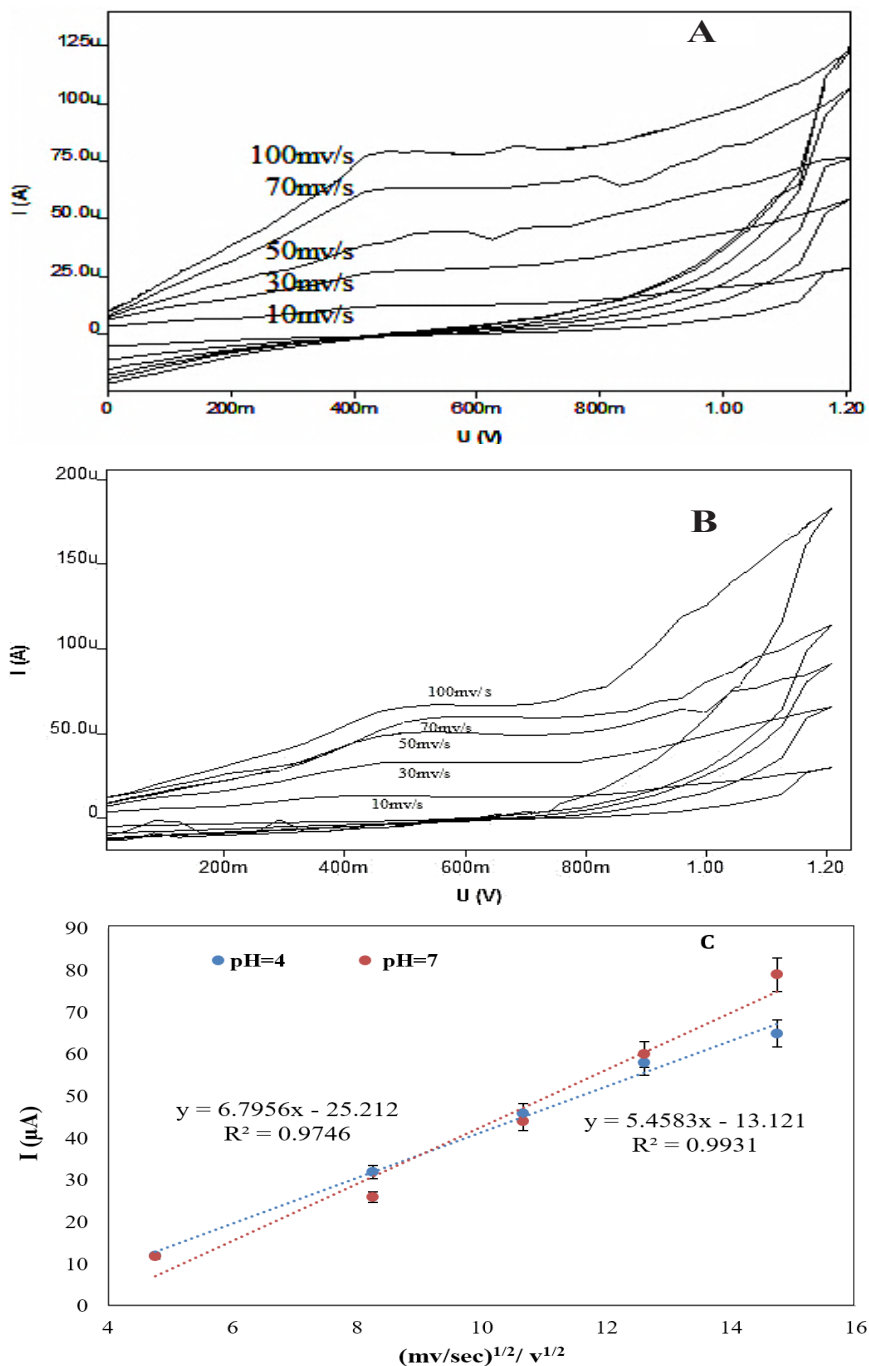 A
125u
100u
75.0u
50.0u
25.0u
0
I (A)
100mv/s
70mv/s
50mv/s
30mv/s
10mv/s
0 200m 400m 600m 800m 1.00 1.20
U (V)
B
200u
150u
100u
50.0u
0
I (A)
100mv/s
70mv/s
50mv/s
30mv/s
10mv/s
200m 400m 600m 800m 1.00 1.20
U (V)
C
90
80
70
60
50
40
30
20
10
0
I (µA)
pH=4 pH=7
y = 6.7956x - 25.212
R² = 0.9746
y = 5.4583x - 13.121
R² = 0.9931
4 6 8 10 12 14 16
(mv/sec)¹/²/ v¹/²